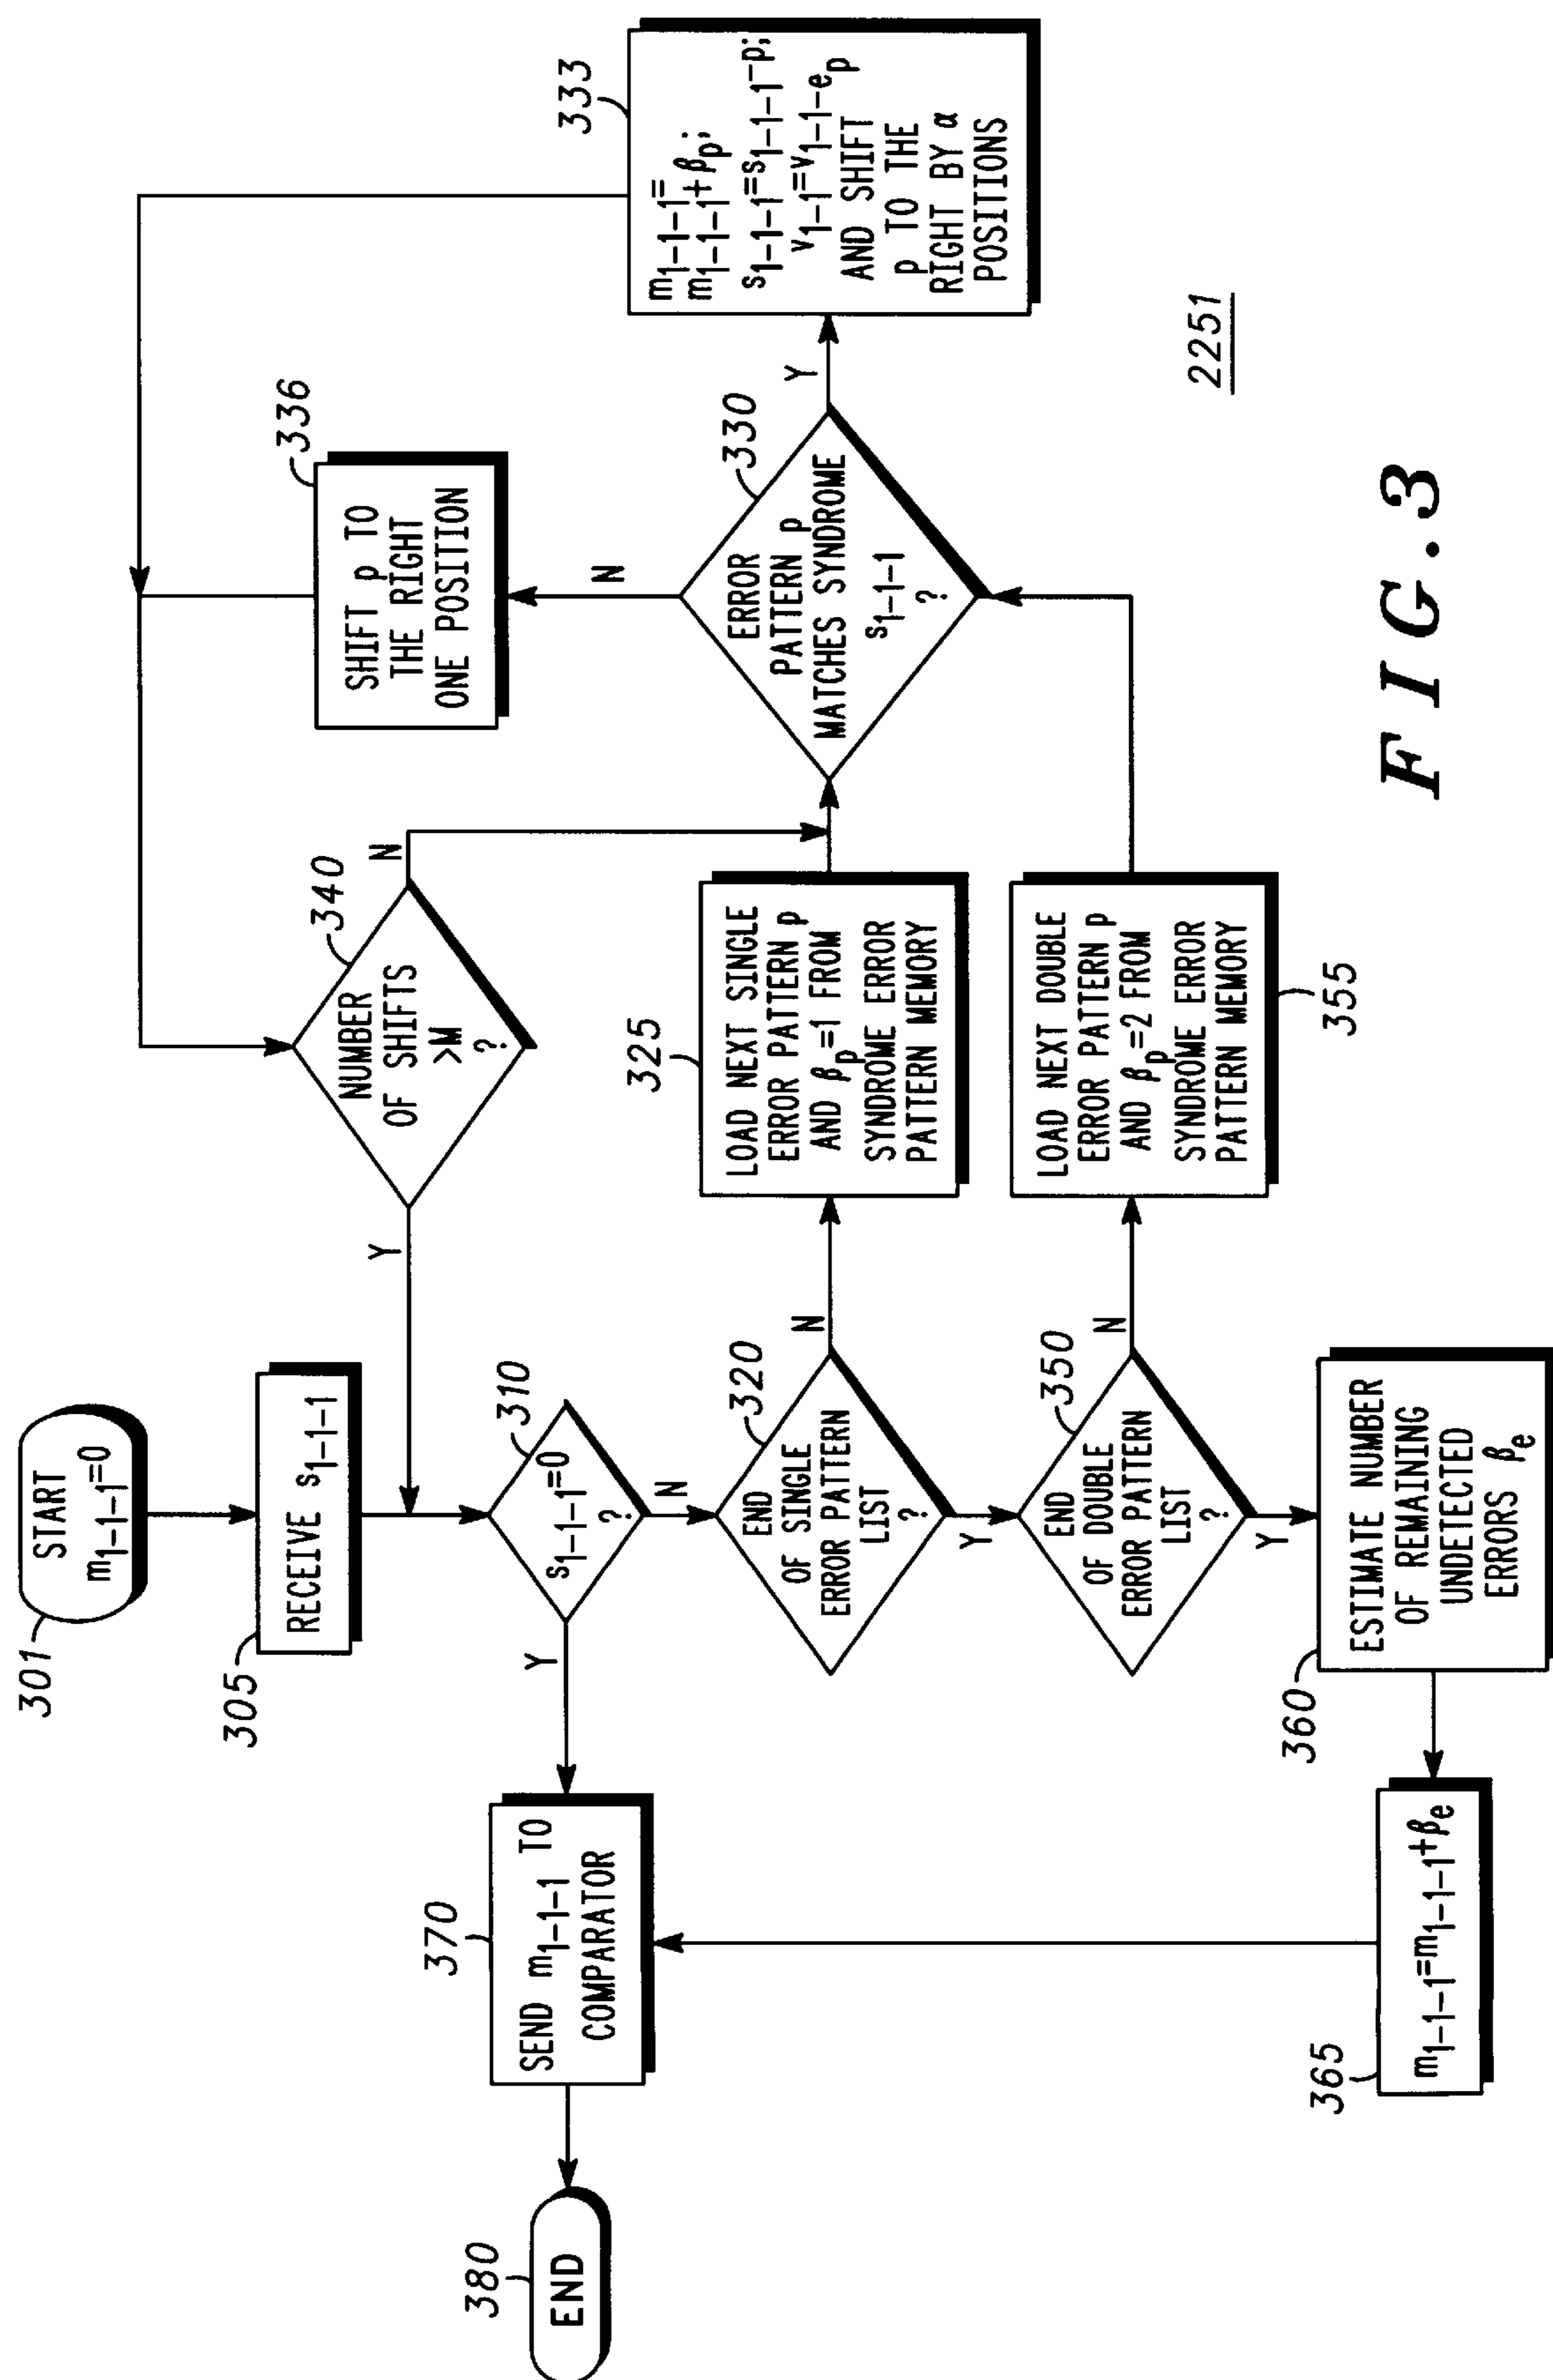 301
START
m1-1-1=0
305
RECEIVE s1-1-1
310
s1-1-1=0
?
Y
N
320
END
OF SINGLE
ERROR PATTERN
LIST
?
N
Y
325
LOAD NEXT SINGLE
ERROR PATTERN p
AND βp=1 FROM
SYNDROME ERROR
PATTERN MEMORY
330
ERROR
PATTERN p
MATCHES SYNDROME
s1-1-1
?
Y
N
333
m1-1-1=
m1-1-1+βp;
s1-1-1=s1-1-1-p;
v1-1=v1-1-ep
AND SHIFT
p TO THE
RIGHT BY α
POSITIONS
336
SHIFT p TO
THE RIGHT
ONE POSITION
340
NUMBER
OF SHIFTS
>M
?
N
Y
350
END
OF DOUBLE
ERROR PATTERN
LIST
?
N
Y
355
LOAD NEXT DOUBLE
ERROR PATTERN p
AND βp=2 FROM
SYNDROME ERROR
PATTERN MEMORY
360
ESTIMATE NUMBER
OF REMAINING
UNDETECTED
ERRORS βe
365
m1-1-1=m1-1-1+βe
370
SEND m1-1-1 TO
COMPARATOR
380
END
2251
FIG.3